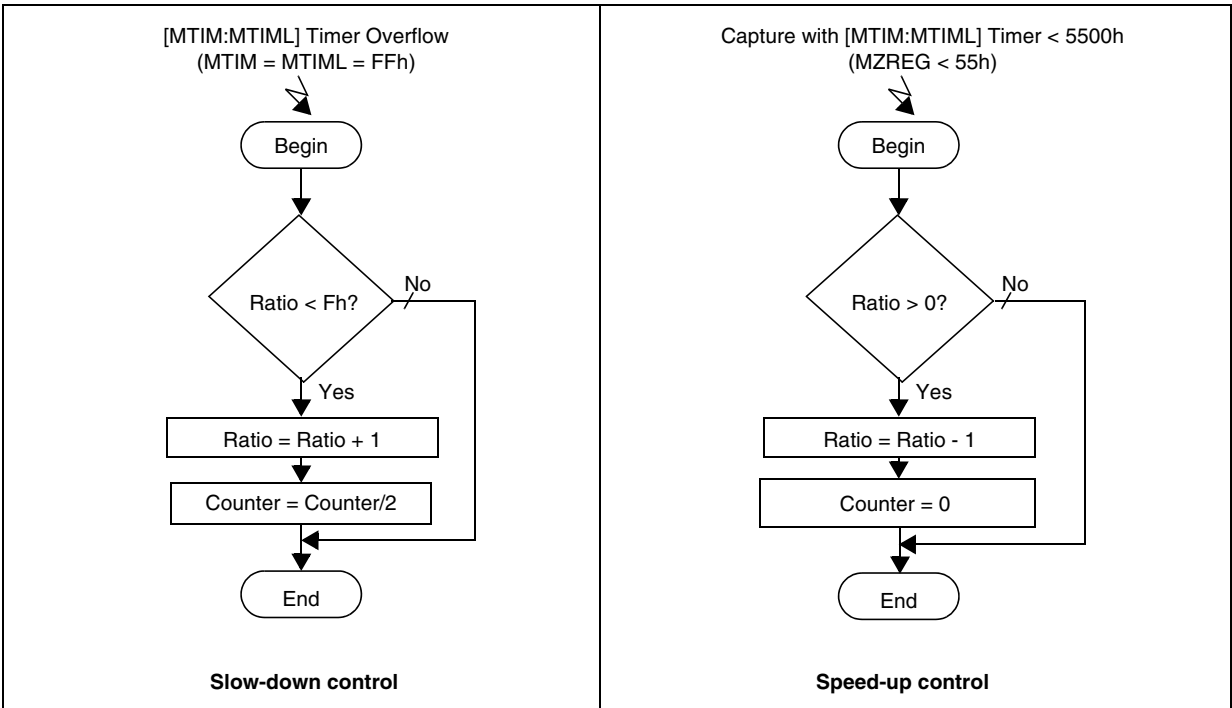 [MTIM:MTIML] Timer Overflow
(MTIM = MTIML = FFh)
Begin
Ratio < Fh?
No
Yes
Ratio = Ratio + 1
Counter = Counter/2
End
Slow-down control
Capture with [MTIM:MTIML] Timer < 5500h
(MZREG < 55h)
Begin
Ratio > 0?
No
Yes
Ratio = Ratio - 1
Counter = 0
End
Speed-up control